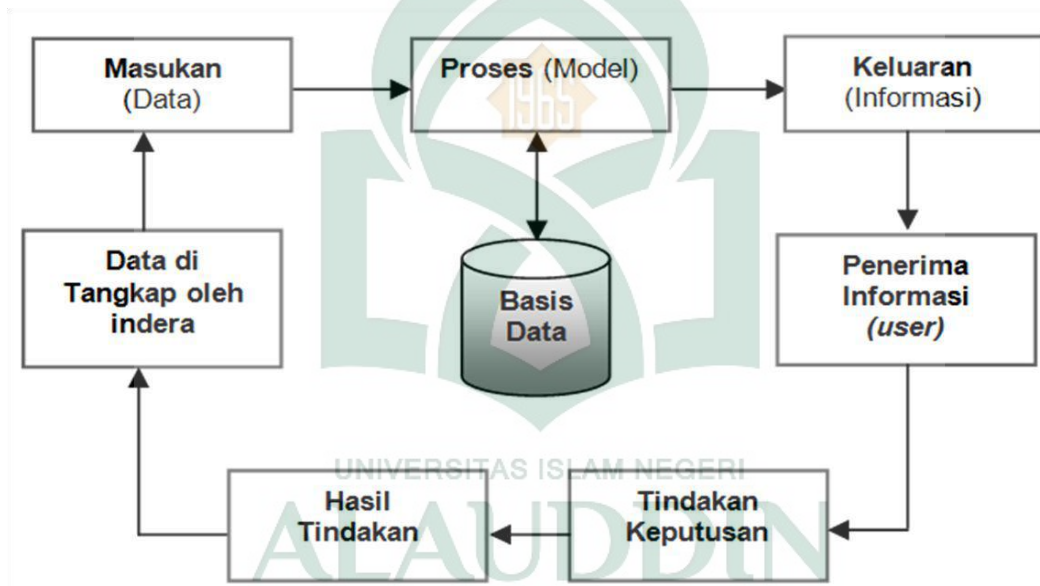 Masukan
(Data)
Proses (Model)
Keluaran
(Informasi)
1965
Data di
Tangkap oleh
indera
Basis
Data
Penerima
Informasi
(user)
UNIVERSITAS ISLAM NEGERI
Hasil
Tindakan
Tindakan
Keputusan
ALAUDDIN